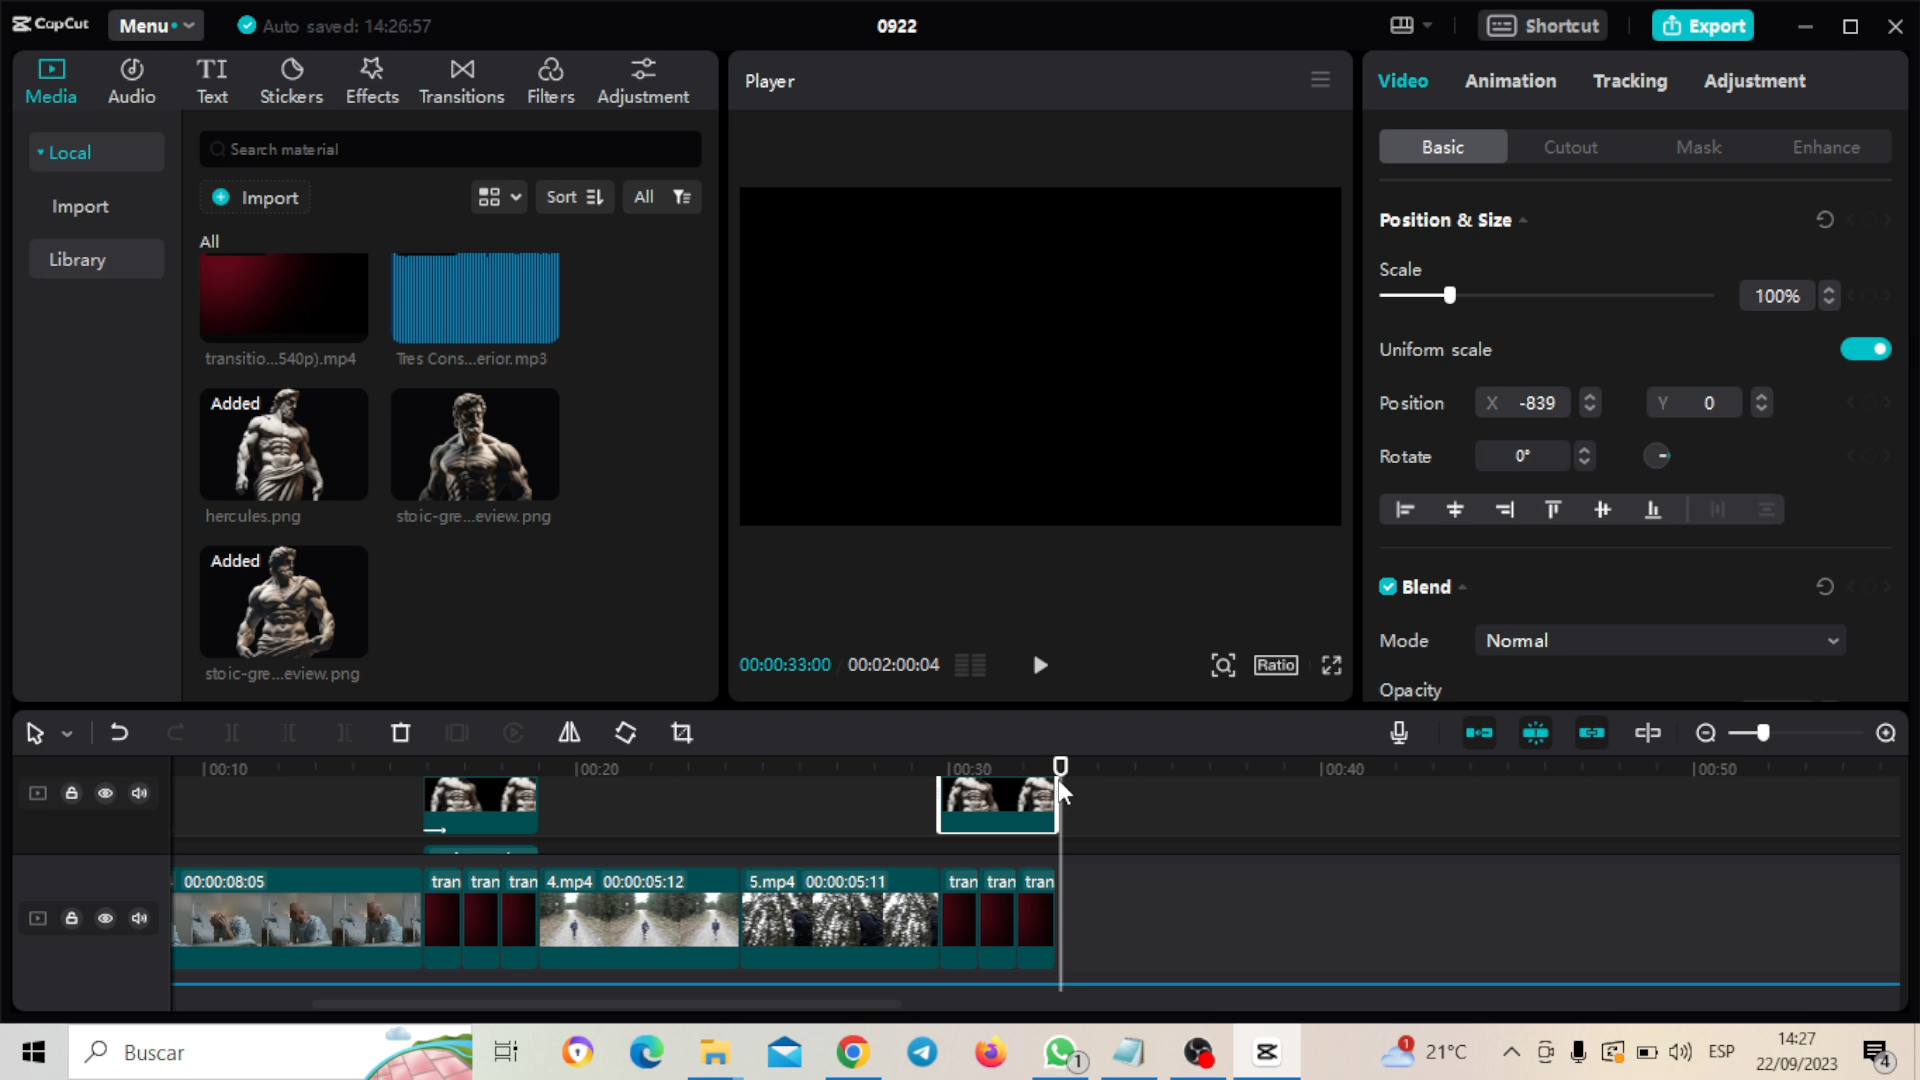 CapCut
Menu
Auto saved: 14:26:57
0922
Shortcut
Export
Media
Audio
Text
Stickers
Effects
Transitions
Filters
Adjustment
Local
Import
Library
Search material
Import
Sort
All
All
transitio...540p).mp4
Tres Cons...erior.mp3
Added
hercules.png
stoic-gre...eview.png
Added
stoic-gre...eview.png
Player
00:00:33:00 / 00:02:00:04
Ratio
Video
Animation
Tracking
Adjustment
Basic
Cutout
Mask
Enhance
Position & Size
Scale
100%
Uniform scale
Position
X -839
Y 0
Rotate
0°
Blend
Mode
Normal
Opacity
00:10
00:20
00:30
00:40
00:50
00:00:08:05
tran
tran
tran
4.mp4 00:00:05:12
5.mp4 00:00:05:11
tran
tran
tran
Buscar
1
1
21°C
ESP
14:27
22/09/2023
4